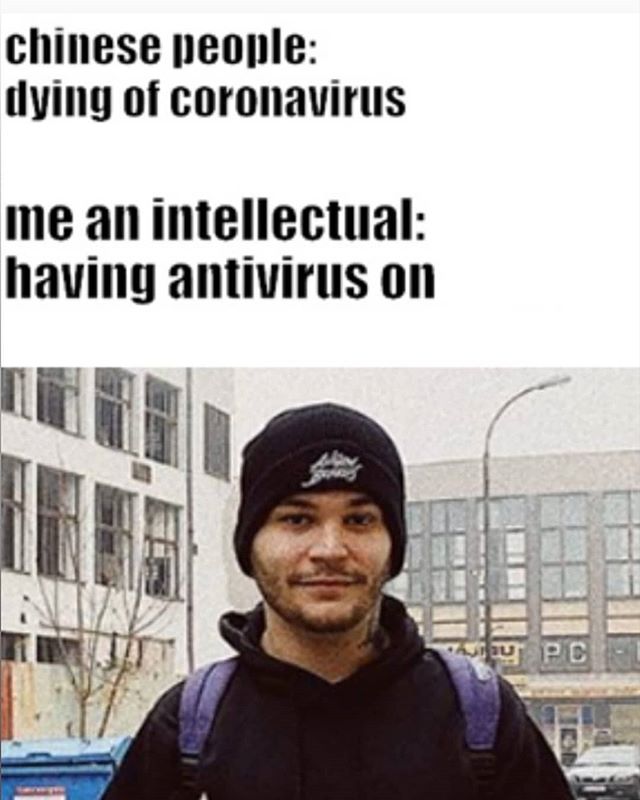 chinese people:
dying of coronavirus
me an intellectual:
having antivirus on
PC